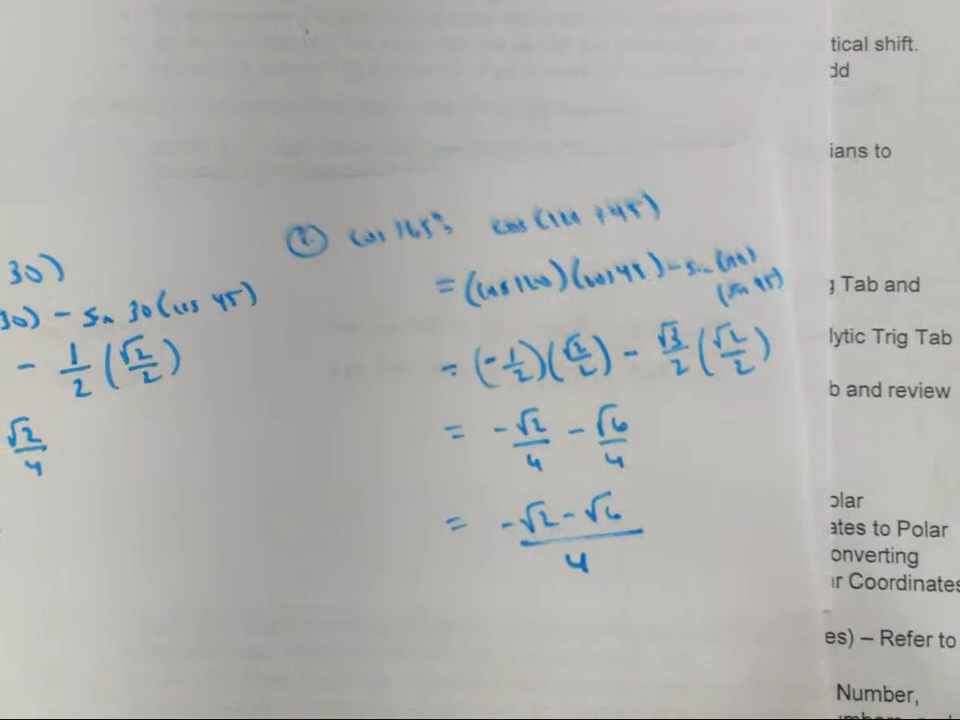 30)
30) - sin 30 (cos 45)
- 1/2 (√2/2)
√2/4
② cos 165° = cos (120 + 45)
= (cos 120)(cos 45) - sin (120)
(sin 45)
= (-1/2)(√2/2) - √3/2 (√2/2)
= -√2/4 - √6/4
= -√2-√6/4
tical shift.
dd
ians to
g Tab and
lytic Trig Tab
b and review
olar
ates to Polar
onverting
ar Coordinates
es) – Refer to
Number,